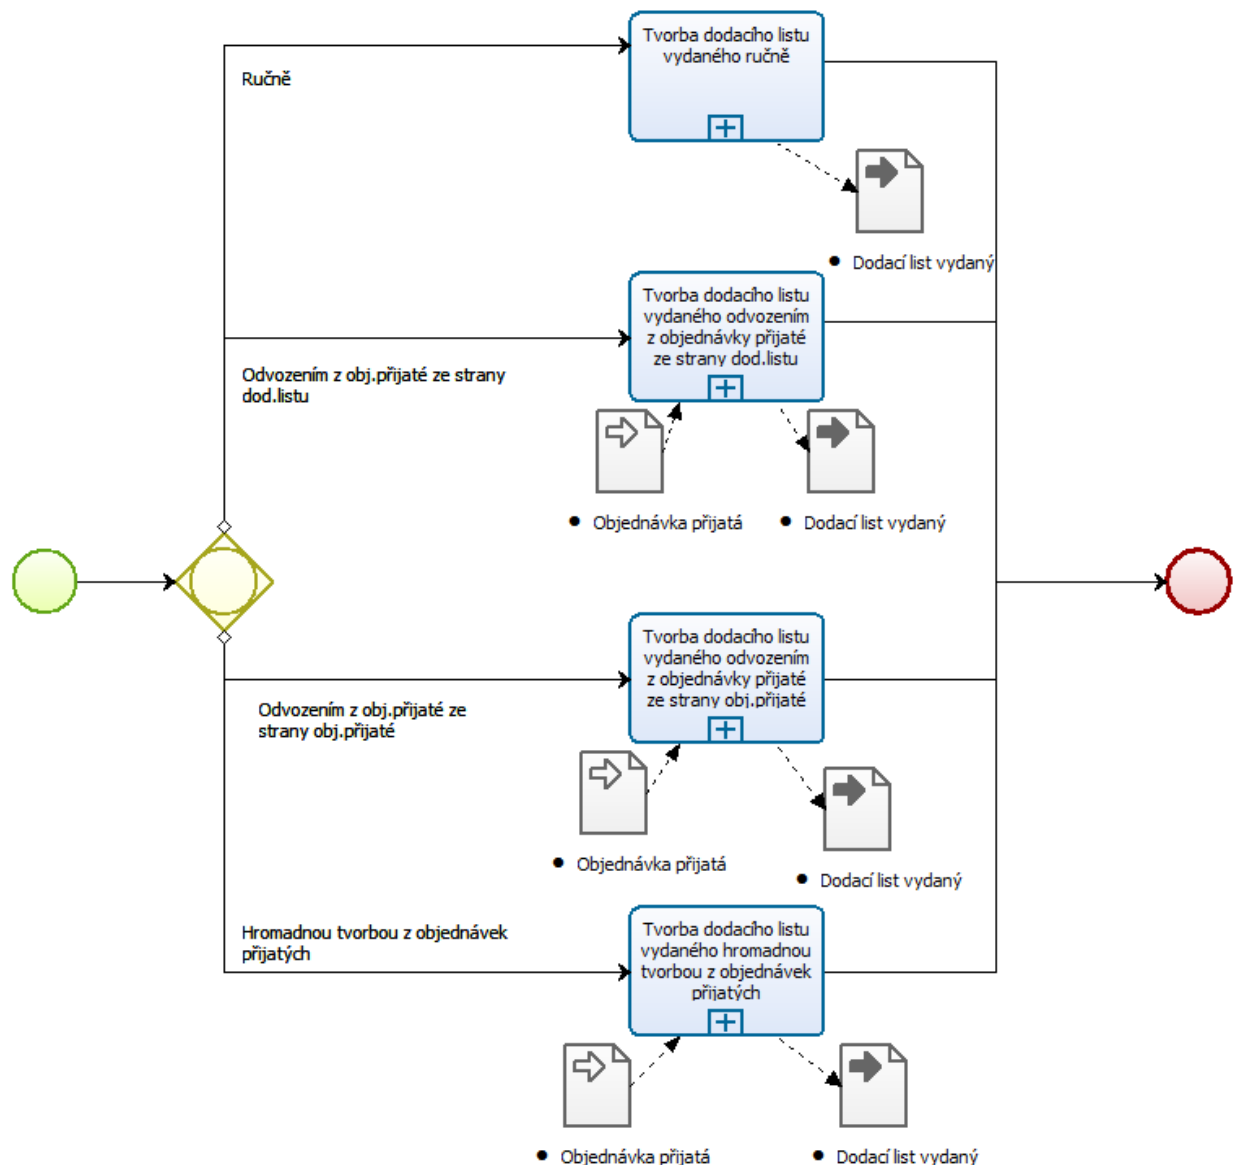 Tvorba dodacího listu
vydaného ručně
Ručně
Dodací list vydaný
Tvorba dodacího listu
vydaného odvozením
z objednávky přijaté
ze strany dod.listu
Odvozením z obj.přijaté ze strany
dod.listu
Objednávka přijatá
Dodací list vydaný
Tvorba dodacího listu
vydaného odvozením
z objednávky přijaté
ze strany obj.přijaté
Odvozením z obj.přijaté ze
strany obj.přijaté
Objednávka přijatá
Dodací list vydaný
Hromadnou tvorbou z objednávek
přijatých
Tvorba dodacího listu
vydaného hromadnou
tvorbou z objednávek
přijatých
Objednávka přijatá
Dodací list vydaný